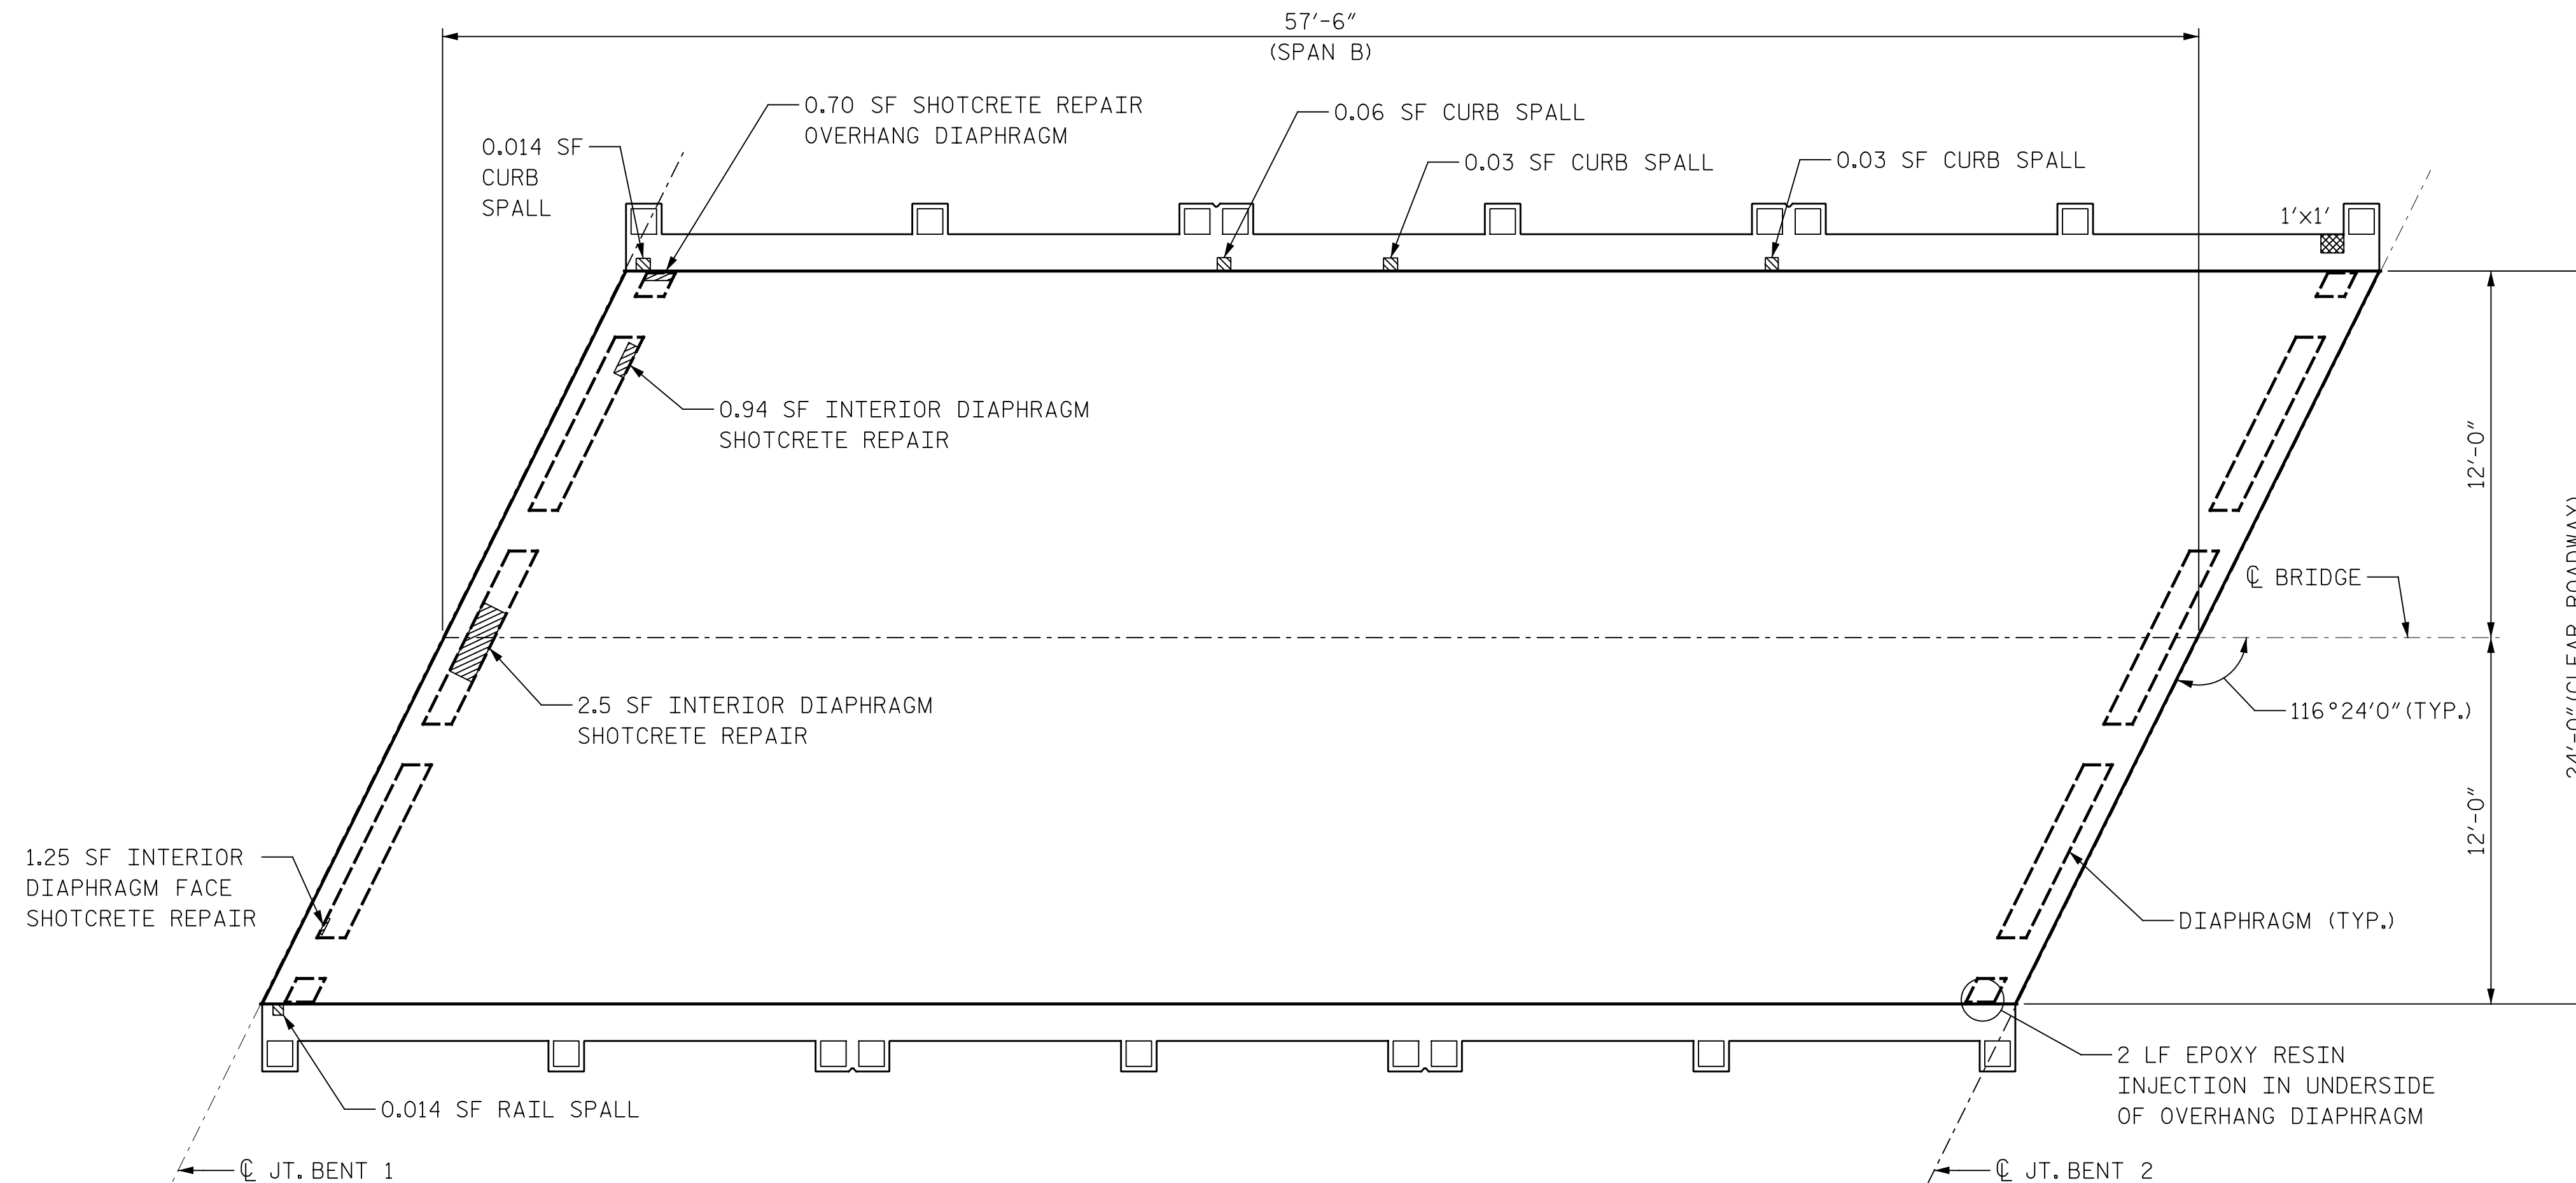 57'-6"
(SPAN B)
0.70 SF SHOTCRETE REPAIR
OVERHANG DIAPHRAGM
0.06 SF CURB SPALL
0.014 SF
CURB
SPALL
0.03 SF CURB SPALL
0.03 SF CURB SPALL
1'x1'
0.94 SF INTERIOR DIAPHRAGM
SHOTCRETE REPAIR
12'-0"
24'-0"(CLEAR ROADWAY)
℄ BRIDGE
2.5 SF INTERIOR DIAPHRAGM
SHOTCRETE REPAIR
116°24'0"(TYP.)
12'-0"
1.25 SF INTERIOR
DIAPHRAGM FACE
SHOTCRETE REPAIR
DIAPHRAGM (TYP.)
2 LF EPOXY RESIN
INJECTION IN UNDERSIDE
OF OVERHANG DIAPHRAGM
0.014 SF RAIL SPALL
℄ JT. BENT 1
℄ JT. BENT 2